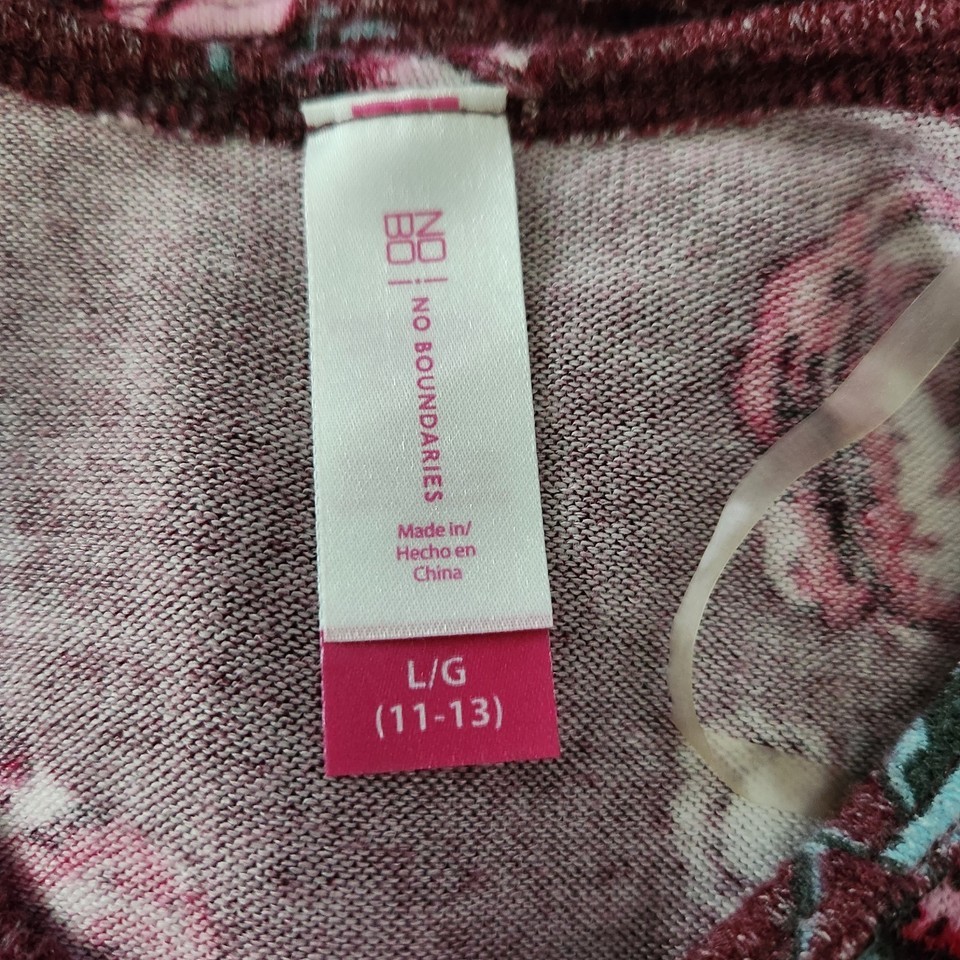 NO
BO!
NO BOUNDARIES
Made in/
Hecho en
China
L/G
(11-13)